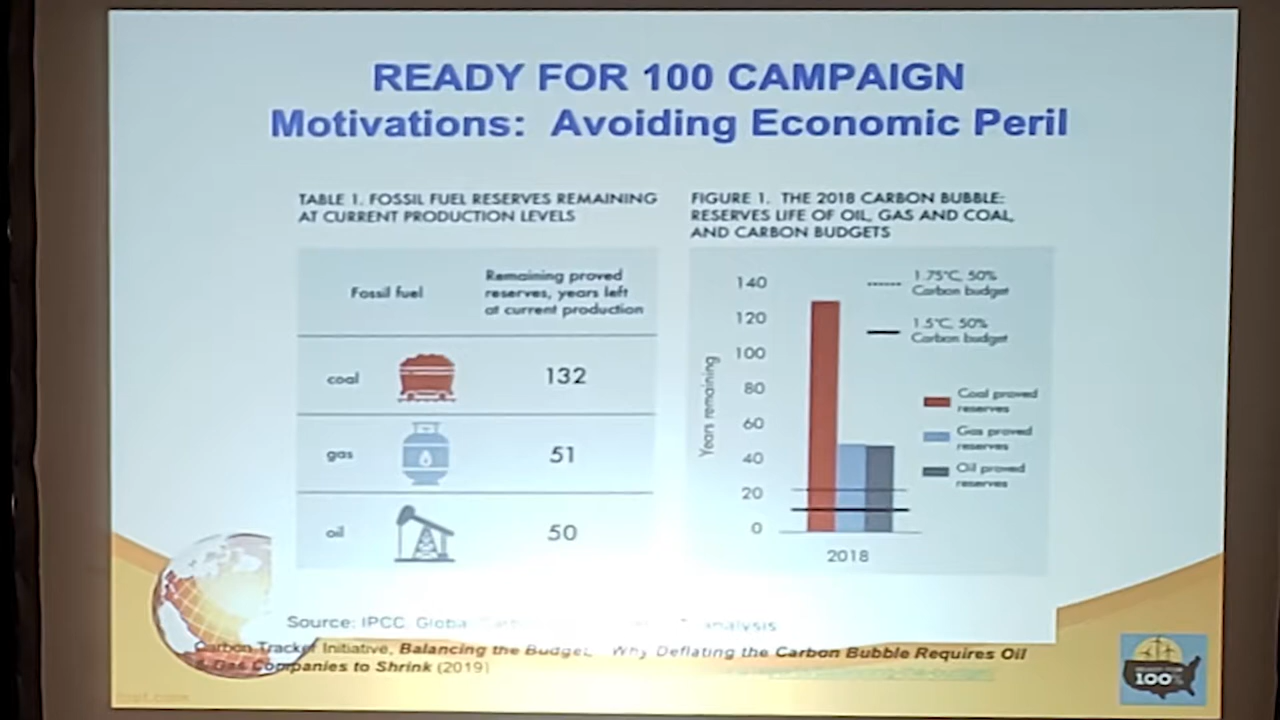 READY FOR 100 CAMPAIGN
Motivations: Avoiding Economic Peril
TABLE 1. FOSSIL FUEL RESERVES REMAINING
AT CURRENT PRODUCTION LEVELS
Fossil fuel
Remaining proved
reserves, years left
at current production
coal
132
gas
51
oil
50
FIGURE 1. THE 2018 CARBON BUBBLE:
RESERVES LIFE OF OIL, GAS AND COAL,
AND CARBON BUDGETS
Years remaining
140
120
100
80
60
40
20
0
2018
1.75°C, 50%
Carbon budget
1.5°C, 50%
Carbon budget
Coal proved
reserves
Gas proved
reserves
Oil proved
reserves
Source: IPCC, Globa analysis
Carbon Tracker Initiative, Balancing the Budget, Why Deflating the Carbon Bubble Requires Oil
& Gas Companies to Shrink (2019)
READY FOR
100%